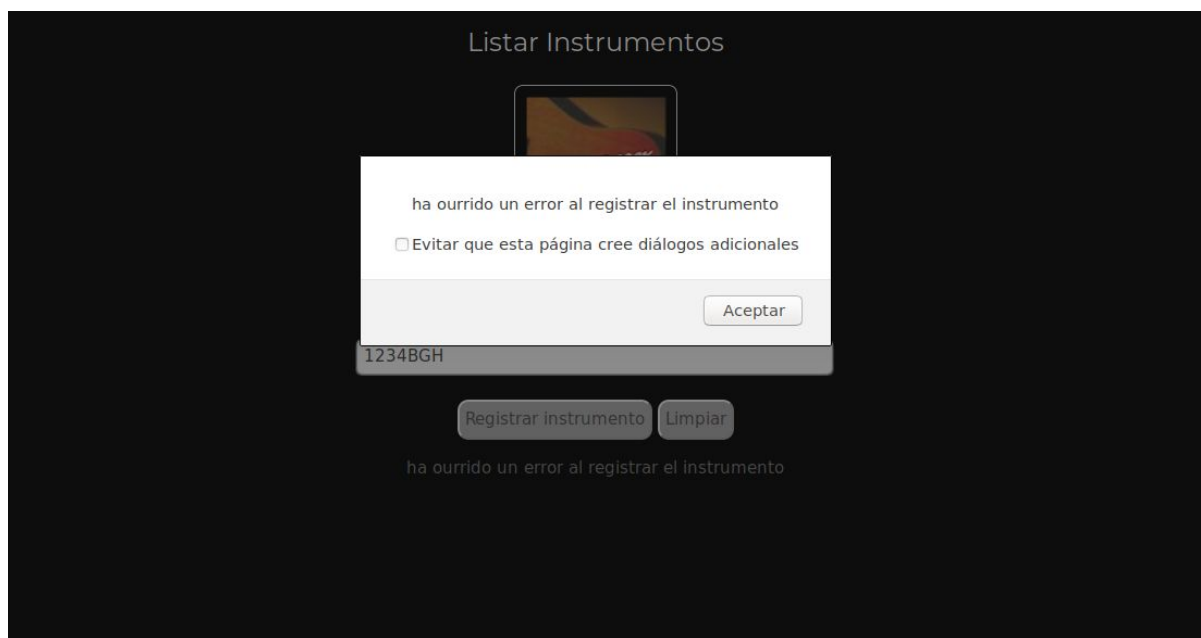 Listar Instrumentos
ha ourrido un error al registrar el instrumento
Evitar que esta página cree diálogos adicionales
Aceptar
1234BGH
Registrar instrumento Limpiar
ha ourrido un error al registrar el instrumento